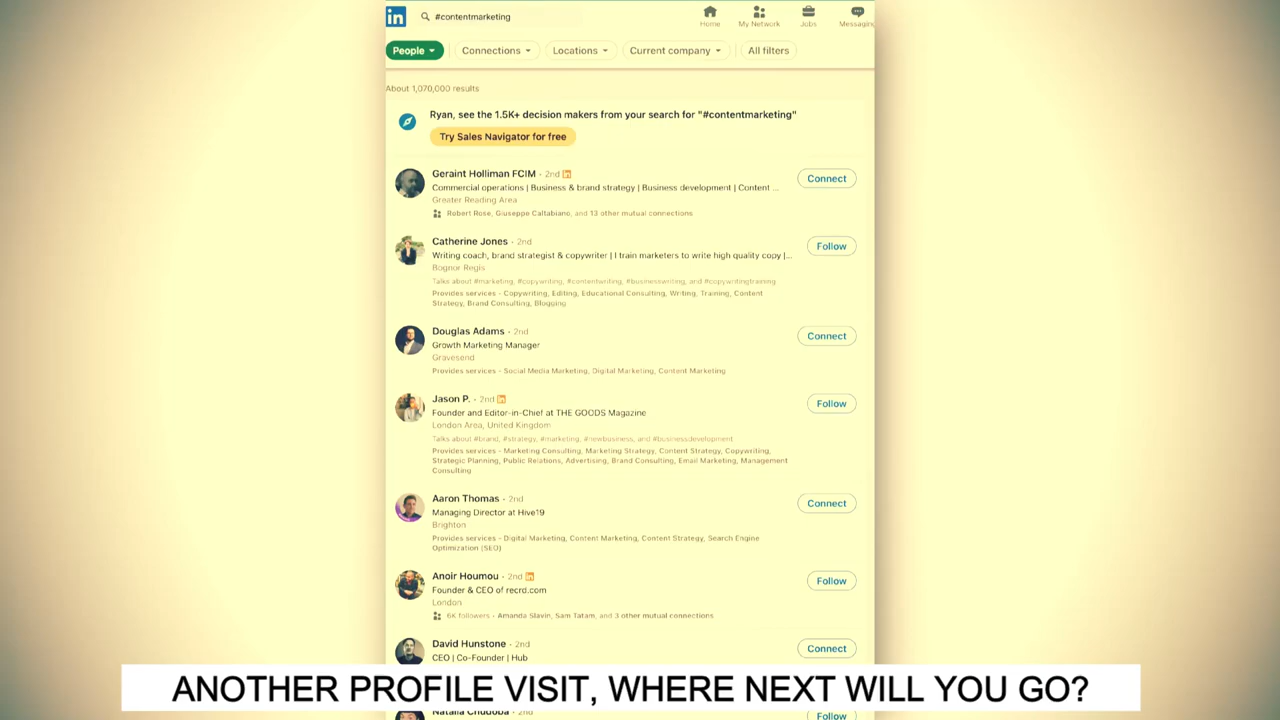 in
#contentmarketing
Home
My Network
Jobs
Messaging
People
Connections
Locations
Current company
All filters
About 1,070,000 results
Ryan, see the 1.5K+ decision makers from your search for "#contentmarketing"
Try Sales Navigator for free
Geraint Holliman FCIM · 2nd in
Commercial operations | Business & brand strategy | Business development | Content ...
Greater Reading Area
Robert Rose, Giuseppe Caltabiano, and 13 other mutual connections
Connect
Catherine Jones · 2nd
Writing coach, brand strategist & copywriter | I train marketers to write high quality copy |...
Bognor Regis
Talks about #marketing, #copywriting, #contentwriting, #businesswriting, and #copywritingtraining
Provides services - Copywriting, Editing, Educational Consulting, Writing, Training, Content
Strategy, Brand Consulting, Blogging
Follow
Douglas Adams · 2nd
Growth Marketing Manager
Gravesend
Provides services - Social Media Marketing, Digital Marketing, Content Marketing
Connect
Jason P. · 2nd in
Founder and Editor-in-Chief at THE GOODS Magazine
London Area, United Kingdom
Talks about #brand, #strategy, #marketing, #newbusiness, and #businessdevelopment
Provides services - Marketing Consulting, Marketing Strategy, Content Strategy, Copywriting,
Strategic Planning, Public Relations, Advertising, Brand Consulting, Email Marketing, Management
Consulting
Follow
Aaron Thomas · 2nd
Managing Director at Hive19
Brighton
Provides services - Digital Marketing, Content Marketing, Content Strategy, Search Engine
Optimization (SEO)
Connect
Anoir Houmou · 2nd in
Founder & CEO of recrd.com
London
6K followers - Amanda Slavin, Sam Tatam, and 3 other mutual connections
Follow
David Hunstone · 2nd
CEO | Co-Founder | Hub
Connect
ANOTHER PROFILE VISIT, WHERE NEXT WILL YOU GO?
Natalia · 2nd
Follow